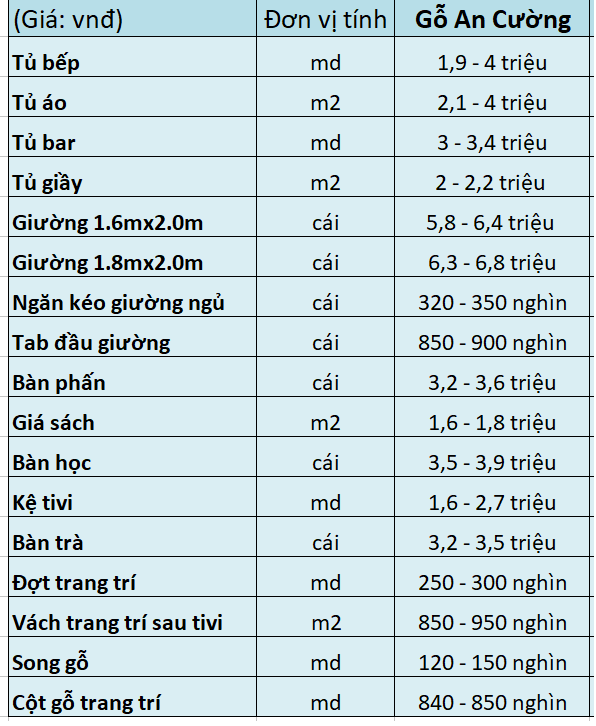 (Giá: vnđ) Đơn vị tính Gỗ An Cường
Tủ bếp md 1,9 - 4 triệu
Tủ áo m2 2,1 - 4 triệu
Tủ bar md 3 - 3,4 triệu
Tủ giầy m2 2 - 2,2 triệu
Giường 1.6mx2.0m cái 5,8 - 6,4 triệu
Giường 1.8mx2.0m cái 6,3 - 6,8 triệu
Ngăn kéo giường ngủ cái 320 - 350 nghìn
Tab đầu giường cái 850 - 900 nghìn
Bàn phấn cái 3,2 - 3,6 triệu
Giá sách m2 1,6 - 1,8 triệu
Bàn học cái 3,5 - 3,9 triệu
Kệ tivi md 1,6 - 2,7 triệu
Bàn trà cái 3,2 - 3,5 triệu
Đợt trang trí md 250 - 300 nghìn
Vách trang trí sau tivi m2 850 - 950 nghìn
Song gỗ md 120 - 150 nghìn
Cột gỗ trang trí md 840 - 850 nghìn